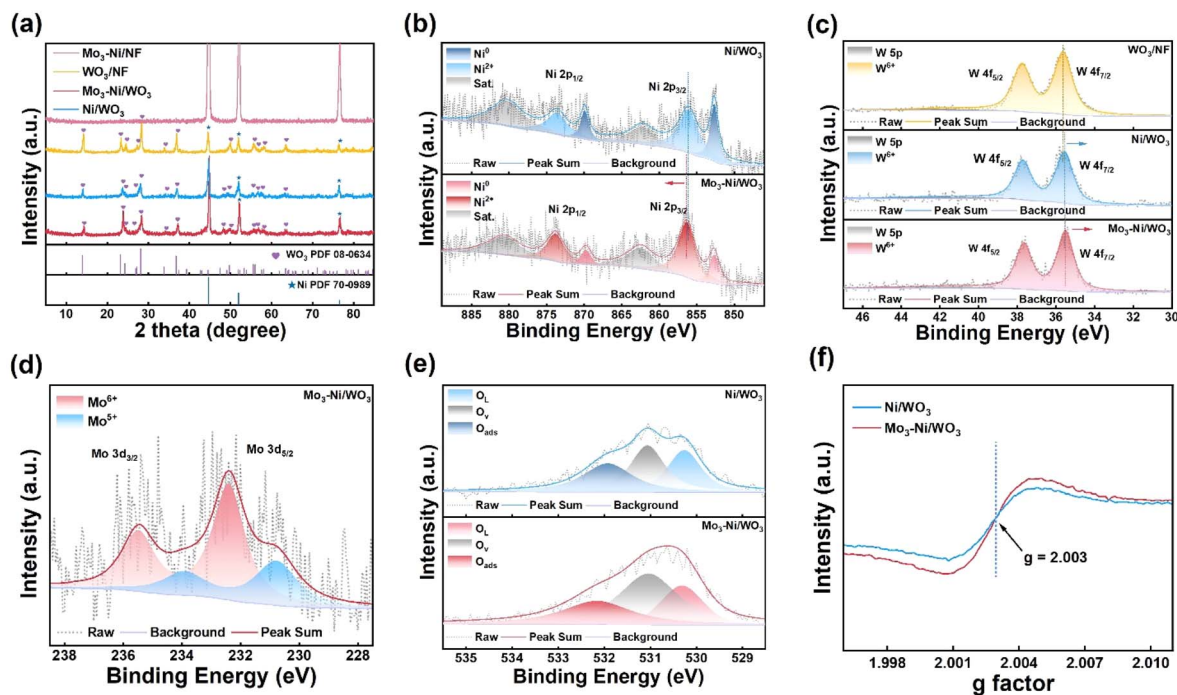 (a)
Mo₃-Ni/NF
WO₃/NF
Mo₃-Ni/WO₃
Ni/WO₃
WO₃ PDF 08-0634
Ni PDF 70-0989
Intensity (a.u.)
10 20 30 40 50 60 70 80
2 theta (degree)
(b)
Ni/WO₃
Ni⁰
Ni²⁺
Sat.
Ni 2p₁/₂
Ni 2p₃/₂
Raw Peak Sum Background
Mo₃-Ni/WO₃
Ni⁰
Ni²⁺
Sat.
Ni 2p₁/₂
Ni 2p₃/₂
Raw Peak Sum Background
Intensity (a.u.)
885 880 875 870 865 860 855 850
Binding Energy (eV)
(c)
WO₃/NF
W 5p
W⁶⁺
W 4f₅/₂
W 4f₇/₂
Raw Peak Sum Background
Ni/WO₃
W 5p
W⁶⁺
W 4f₅/₂
W 4f₇/₂
Raw Peak Sum Background
Mo₃-Ni/WO₃
W 5p
W⁶⁺
W 4f₅/₂
W 4f₇/₂
Raw Peak Sum Background
Intensity (a.u.)
46 44 42 40 38 36 34 32 30
Binding Energy (eV)
(d)
Mo₃-Ni/WO₃
Mo⁶⁺
Mo⁵⁺
Mo 3d₃/₂
Mo 3d₅/₂
Raw Background Peak Sum
Intensity (a.u.)
238 236 234 232 230 228
Binding Energy (eV)
(e)
Ni/WO₃
O_L
O_v
O_ads
Raw Peak Sum Background
Mo₃-Ni/WO₃
O_L
O_v
O_ads
Raw Peak Sum Background
Intensity (a.u.)
535 534 533 532 531 530 529
Binding Energy (eV)
(f)
Ni/WO₃
Mo₃-Ni/WO₃
g = 2.003
Intensity (a.u.)
1.998 2.001 2.004 2.007 2.010
g factor